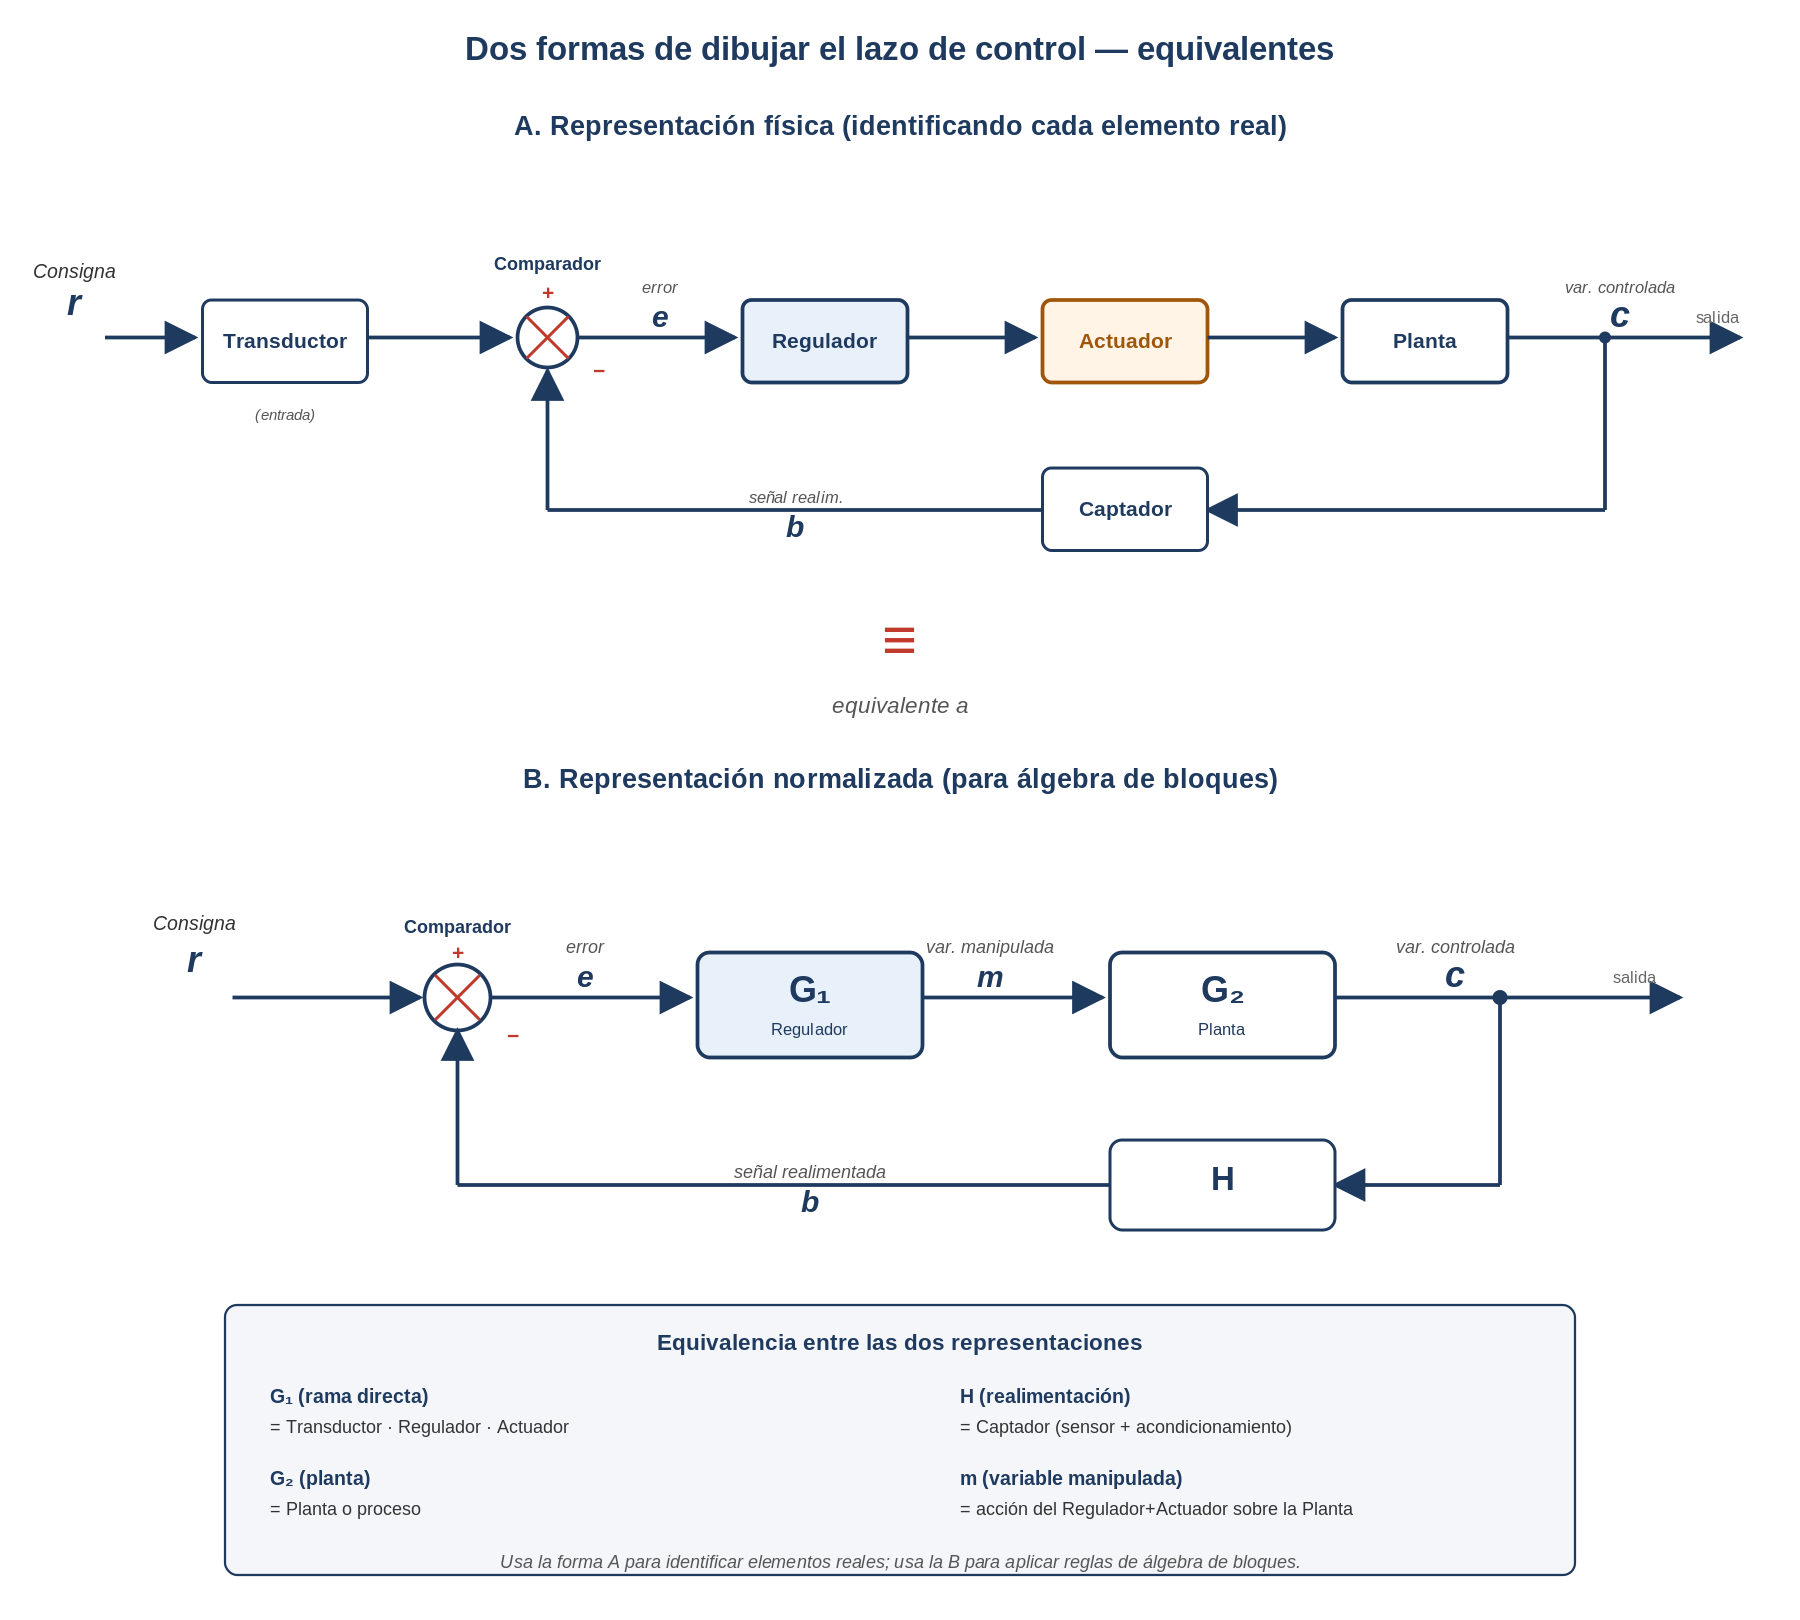 Dos formas de dibujar el lazo de control — equivalentes
A. Representación física (identificando cada elemento real)
Consigna
r
Transductor
(entrada)
Comparador
+
−
error
e
Regulador
Actuador
Planta
var. controlada
c
salida
Captador
señal realim.
b
≡
equivalente a
B. Representación normalizada (para álgebra de bloques)
Consigna
r
Comparador
+
−
error
e
G₁
Regulador
var. manipulada
m
G₂
Planta
var. controlada
c
salida
H
señal realimentada
b
Equivalencia entre las dos representaciones
G₁ (rama directa)
= Transductor · Regulador · Actuador
H (realimentación)
= Captador (sensor + acondicionamiento)
G₂ (planta)
= Planta o proceso
m (variable manipulada)
= acción del Regulador+Actuador sobre la Planta
Usa la forma A para identificar elementos reales; usa la B para aplicar reglas de álgebra de bloques.